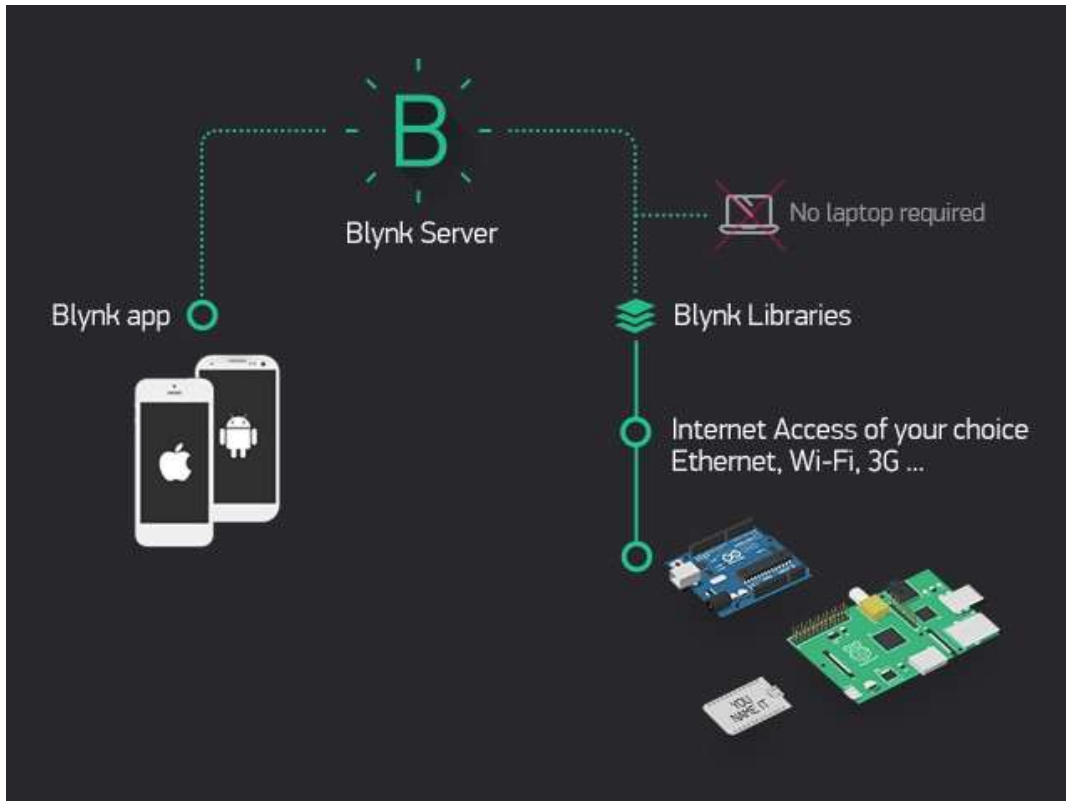 B
Blynk Server
No laptop required
Blynk app
Blynk Libraries
Internet Access of your choice
Ethernet, Wi-Fi, 3G ...
YOU
NAME IT